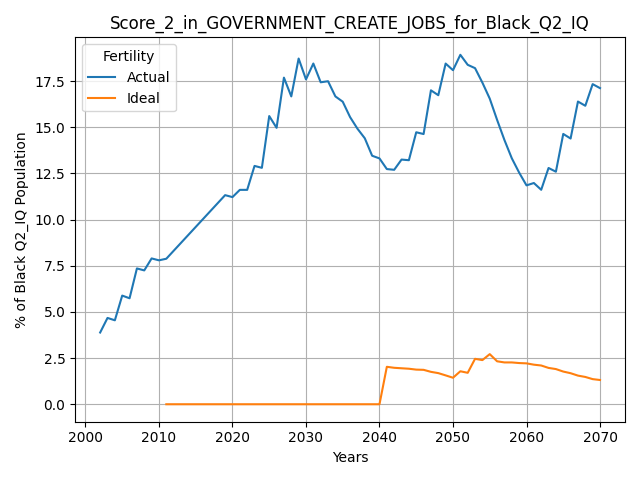 Score_2_in_GOVERNMENT_CREATE_JOBS_for_Black_Q2_IQ
Fertility
Actual
Ideal
% of Black Q2_IQ Population
17.5
15.0
12.5
10.0
7.5
5.0
2.5
0.0
2000 2010 2020 2030 2040 2050 2060 2070
Years